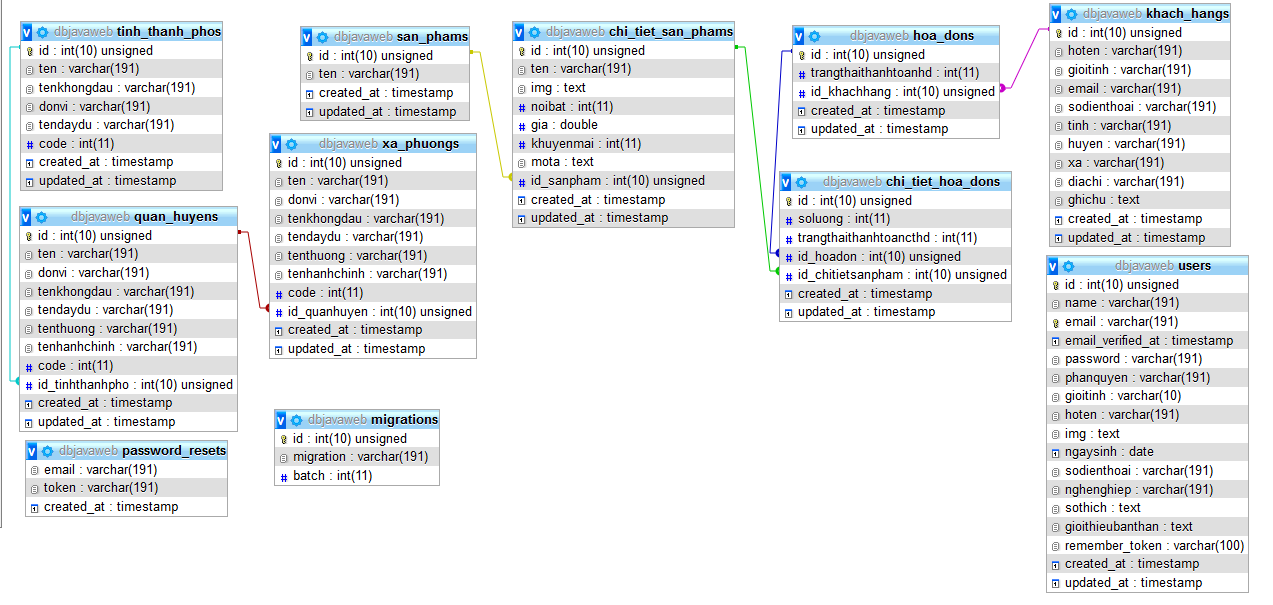 dbjavaweb tinh_thanh_phos
id : int(10) unsigned
ten : varchar(191)
tenkhongdau : varchar(191)
donvi : varchar(191)
tendaydu : varchar(191)
code : int(11)
created_at : timestamp
updated_at : timestamp
dbjavaweb quan_huyens
id : int(10) unsigned
ten : varchar(191)
donvi : varchar(191)
tenkhongdau : varchar(191)
tendaydu : varchar(191)
tenthuong : varchar(191)
tenhanhchinh : varchar(191)
code : int(11)
id_tinhthanhpho : int(10) unsigned
created_at : timestamp
updated_at : timestamp
dbjavaweb password_resets
email : varchar(191)
token : varchar(191)
created_at : timestamp
dbjavaweb san_phams
id : int(10) unsigned
ten : varchar(191)
created_at : timestamp
updated_at : timestamp
dbjavaweb xa_phuongs
id : int(10) unsigned
ten : varchar(191)
donvi : varchar(191)
tenkhongdau : varchar(191)
tendaydu : varchar(191)
tenthuong : varchar(191)
tenhanhchinh : varchar(191)
code : int(11)
id_quanhuyen : int(10) unsigned
created_at : timestamp
updated_at : timestamp
dbjavaweb migrations
id : int(10) unsigned
migration : varchar(191)
batch : int(11)
dbjavaweb chi_tiet_san_phams
id : int(10) unsigned
ten : varchar(191)
img : text
noibat : int(11)
gia : double
khuyenmai : int(11)
mota : text
id_sanpham : int(10) unsigned
created_at : timestamp
updated_at : timestamp
dbjavaweb hoa_dons
id : int(10) unsigned
trangthaithanhtoanhd : int(11)
id_khachhang : int(10) unsigned
created_at : timestamp
updated_at : timestamp
dbjavaweb chi_tiet_hoa_dons
id : int(10) unsigned
soluong : int(11)
trangthaithanhtoancthd : int(11)
id_hoadon : int(10) unsigned
id_chitietsanpham : int(10) unsigned
created_at : timestamp
updated_at : timestamp
dbjavaweb khach_hangs
id : int(10) unsigned
hoten : varchar(191)
gioitinh : varchar(191)
email : varchar(191)
sodienthoai : varchar(191)
tinh : varchar(191)
huyen : varchar(191)
xa : varchar(191)
diachi : varchar(191)
ghichu : text
created_at : timestamp
updated_at : timestamp
dbjavaweb users
id : int(10) unsigned
name : varchar(191)
email : varchar(191)
email_verified_at : timestamp
password : varchar(191)
phanquyen : varchar(191)
gioitinh : varchar(10)
hoten : varchar(191)
img : text
ngaysinh : date
sodienthoai : varchar(191)
nghenghiep : varchar(191)
sothich : text
gioithieubanthan : text
remember_token : varchar(100)
created_at : timestamp
updated_at : timestamp